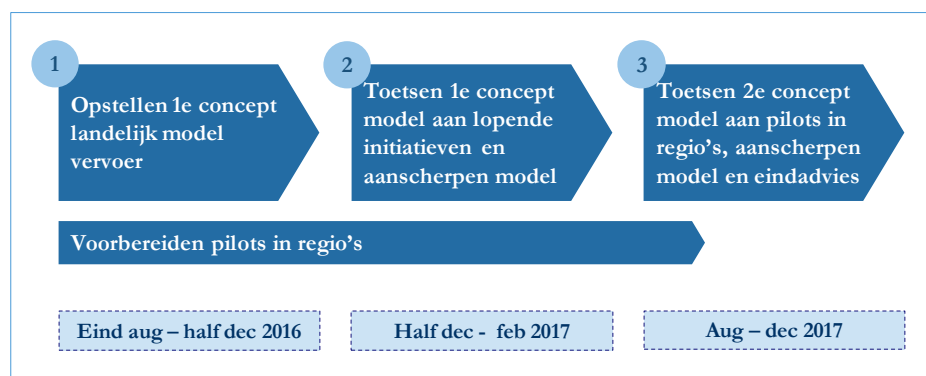 1
Opstellen 1e concept
landelijk model
vervoer
2
Toetsen 1e concept
model aan lopende
initiatieven en
aanscherpen model
3
Toetsen 2e concept
model aan pilots in
regio's, aanscherpen
model en eindadvies
Voorbereiden pilots in regio's
Eind aug – half dec 2016
Half dec - feb 2017
Aug – dec 2017